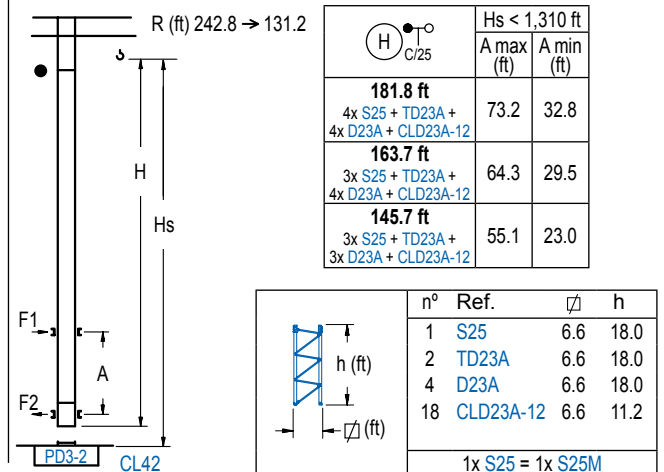 R (ft) 242.8 → 131.2
H
Hs
F1
A
F2
PD3-2
CL42
H
C/25
Hs < 1,310 ft
A max (ft)
A min (ft)
181.8 ft
4x S25 + TD23A +
4x D23A + CLD23A-12
73.2
32.8
163.7 ft
3x S25 + TD23A +
4x D23A + CLD23A-12
64.3
29.5
145.7 ft
3x S25 + TD23A +
3x D23A + CLD23A-12
55.1
23.0
h (ft)
(ft)
nº Ref. h
1 S25 6.6 18.0
2 TD23A 6.6 18.0
4 D23A 6.6 18.0
18 CLD23A-12 6.6 11.2
1x S25 = 1x S25M